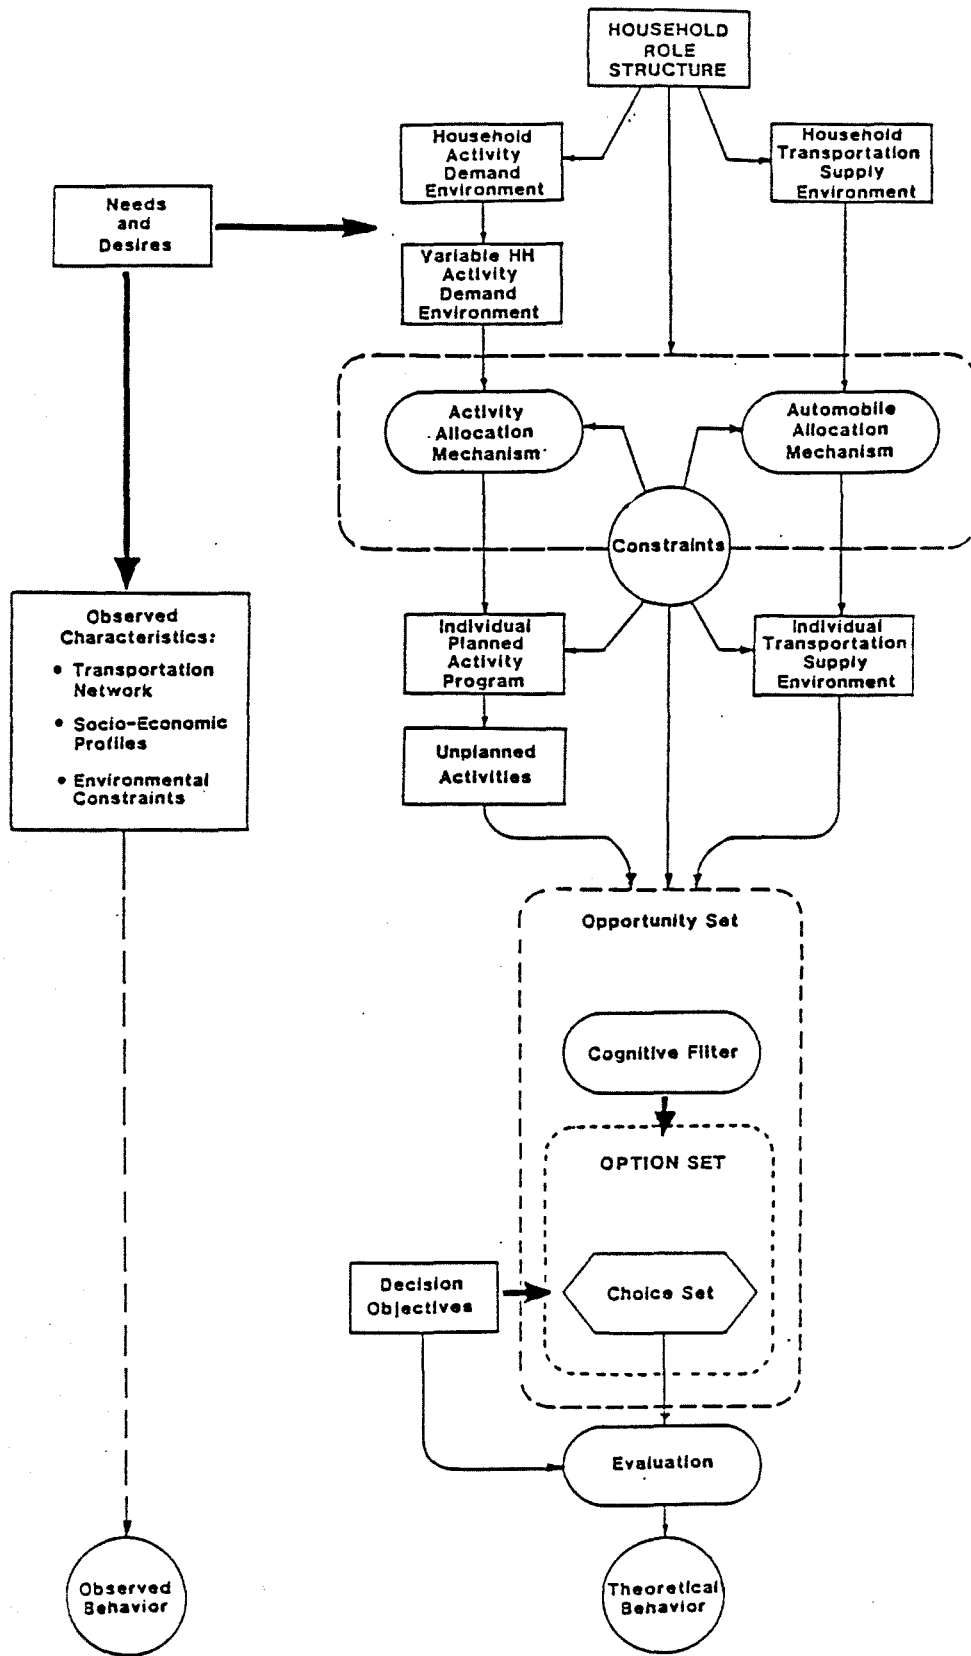 HOUSEHOLD
ROLE
STRUCTURE
Household
Activity
Demand
Environment
Household
Transportation
Supply
Environment
Needs
and
Desires
Variable HH
Activity
Demand
Environment
Activity
Allocation
Mechanism
Automobile
Allocation
Mechanism
Constraints
Observed
Characteristics:
• Transportation
Network
• Socio-Economic
Profiles
• Environmental
Constraints
Individual
Planned
Activity
Program
Individual
Transportation
Supply
Environment
Unplanned
Activities
Opportunity Set
Cognitive Filter
OPTION SET
Decision
Objectives
Choice Set
Evaluation
Observed
Behavior
Theoretical
Behavior